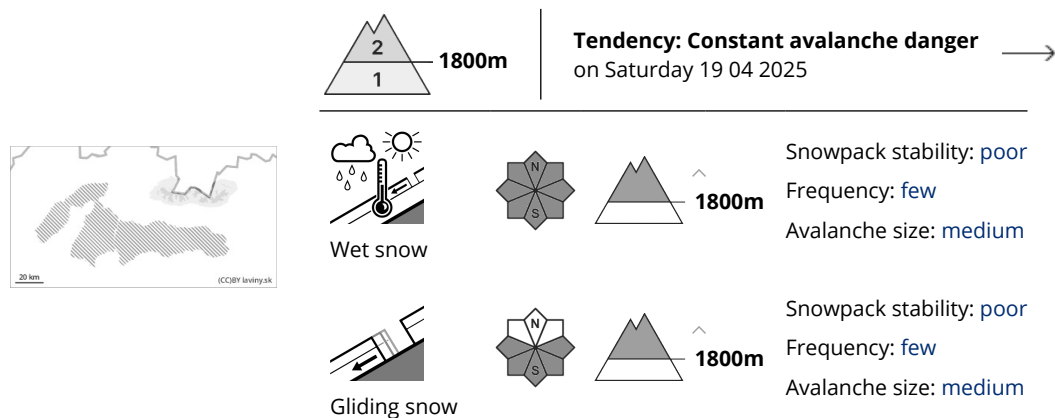 2
1
1800m
Tendency: Constant avalanche danger
on Saturday 19 04 2025
20 km
(CC)BY laviny.sk
Wet snow
N
S
1800m
Snowpack stability: poor
Frequency: few
Avalanche size: medium
Gliding snow
N
S
1800m
Snowpack stability: poor
Frequency: few
Avalanche size: medium